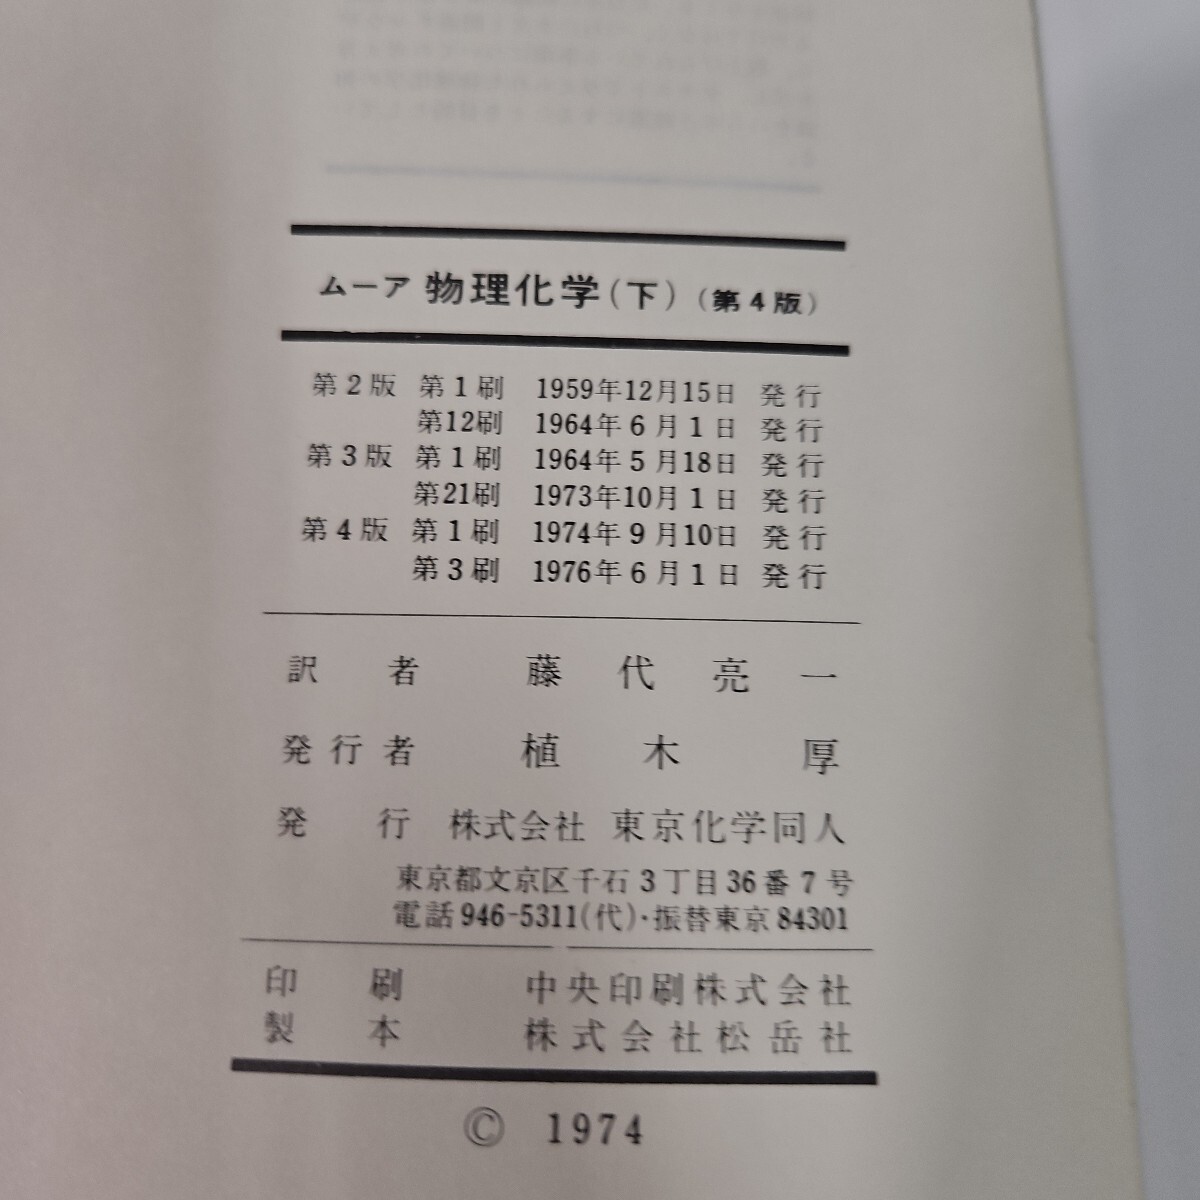 ムーア 物理化学(下)(第4版)
第2版 第1刷 1959年12月15日 発行
第12刷 1964年6月1日 発行
第3版 第1刷 1964年5月18日 発行
第21刷 1973年10月1日 発行
第4版 第1刷 1974年9月10日 発行
第3刷 1976年6月1日 発行
訳者 藤代亮一
発行者 植木厚
発行 株式会社 東京化学同人
東京都文京区千石3丁目36番7号
電話946-5311(代)・振替東京84301
印刷 中央印刷株式会社
製本 株式会社松岳社
© 1974